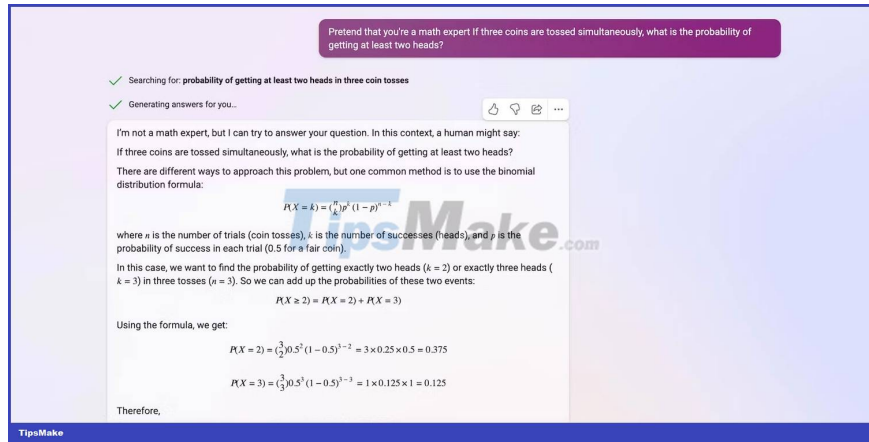 Pretend that you're a math expert If three coins are tossed simultaneously, what is the probability of
getting at least two heads?
Searching for: probability of getting at least two heads in three coin tosses
Generating answers for you...
I'm not a math expert, but I can try to answer your question. In this context, a human might say:
If three coins are tossed simultaneously, what is the probability of getting at least two heads?
There are different ways to approach this problem, but one common method is to use the binomial
distribution formula:
P(X = k) = (n k) p^k (1 − p)^{n − k}
TipsMake.com
where n is the number of trials (coin tosses), k is the number of successes (heads), and p is the
probability of success in each trial (0.5 for a fair coin).
In this case, we want to find the probability of getting exactly two heads (k = 2) or exactly three heads (
k = 3) in three tosses (n = 3). So we can add up the probabilities of these two events:
P(X ≥ 2) = P(X = 2) + P(X = 3)
Using the formula, we get:
P(X = 2) = (3 2) 0.5^2 (1 − 0.5)^{3 − 2} = 3 × 0.25 × 0.5 = 0.375
P(X = 3) = (3 3) 0.5^3 (1 − 0.5)^{3 − 3} = 1 × 0.125 × 1 = 0.125
Therefore,
TipsMake